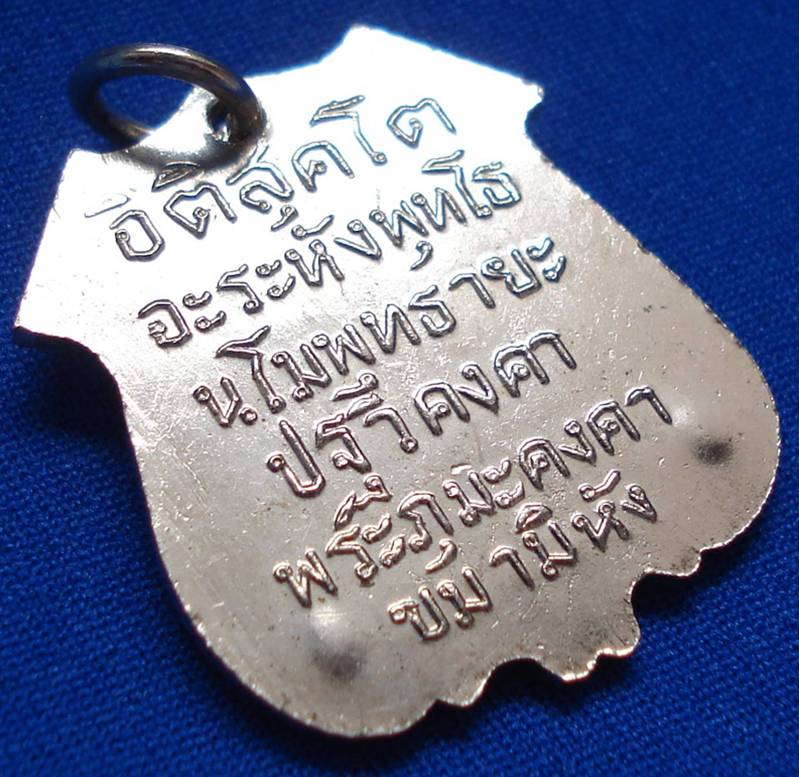 อิติสุคโต
อะระหังพุทโธ
นโมพุทธายะ
ปฐวีคงคา
พระภุมะคงคา
ขมามิหัง